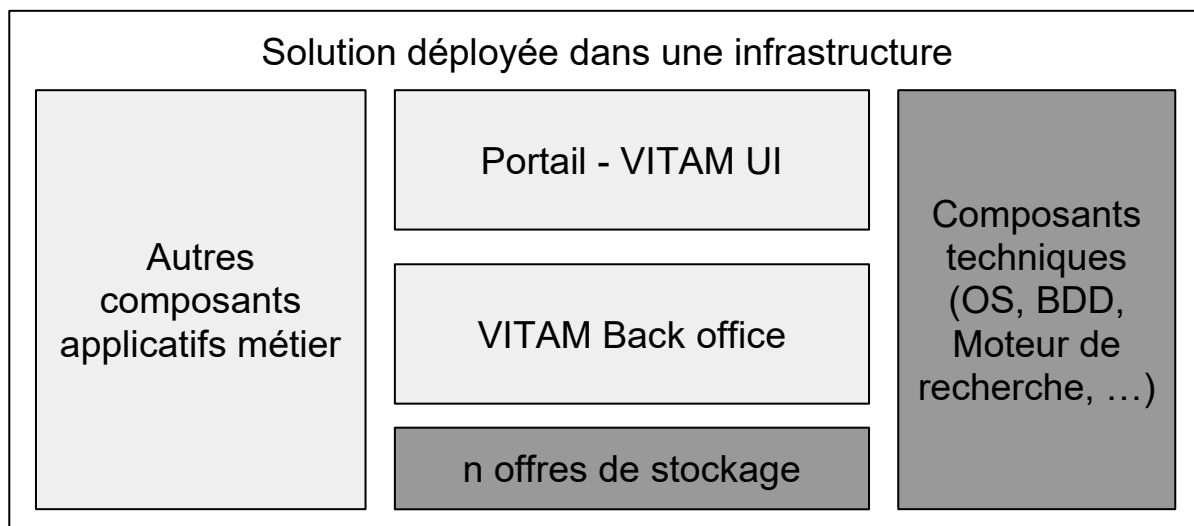 Solution déployée dans une infrastructure
Autres
composants
applicatifs métier
Portail - VITAM UI
VITAM Back office
n offres de stockage
Composants
techniques
(OS, BDD,
Moteur de
recherche, …)